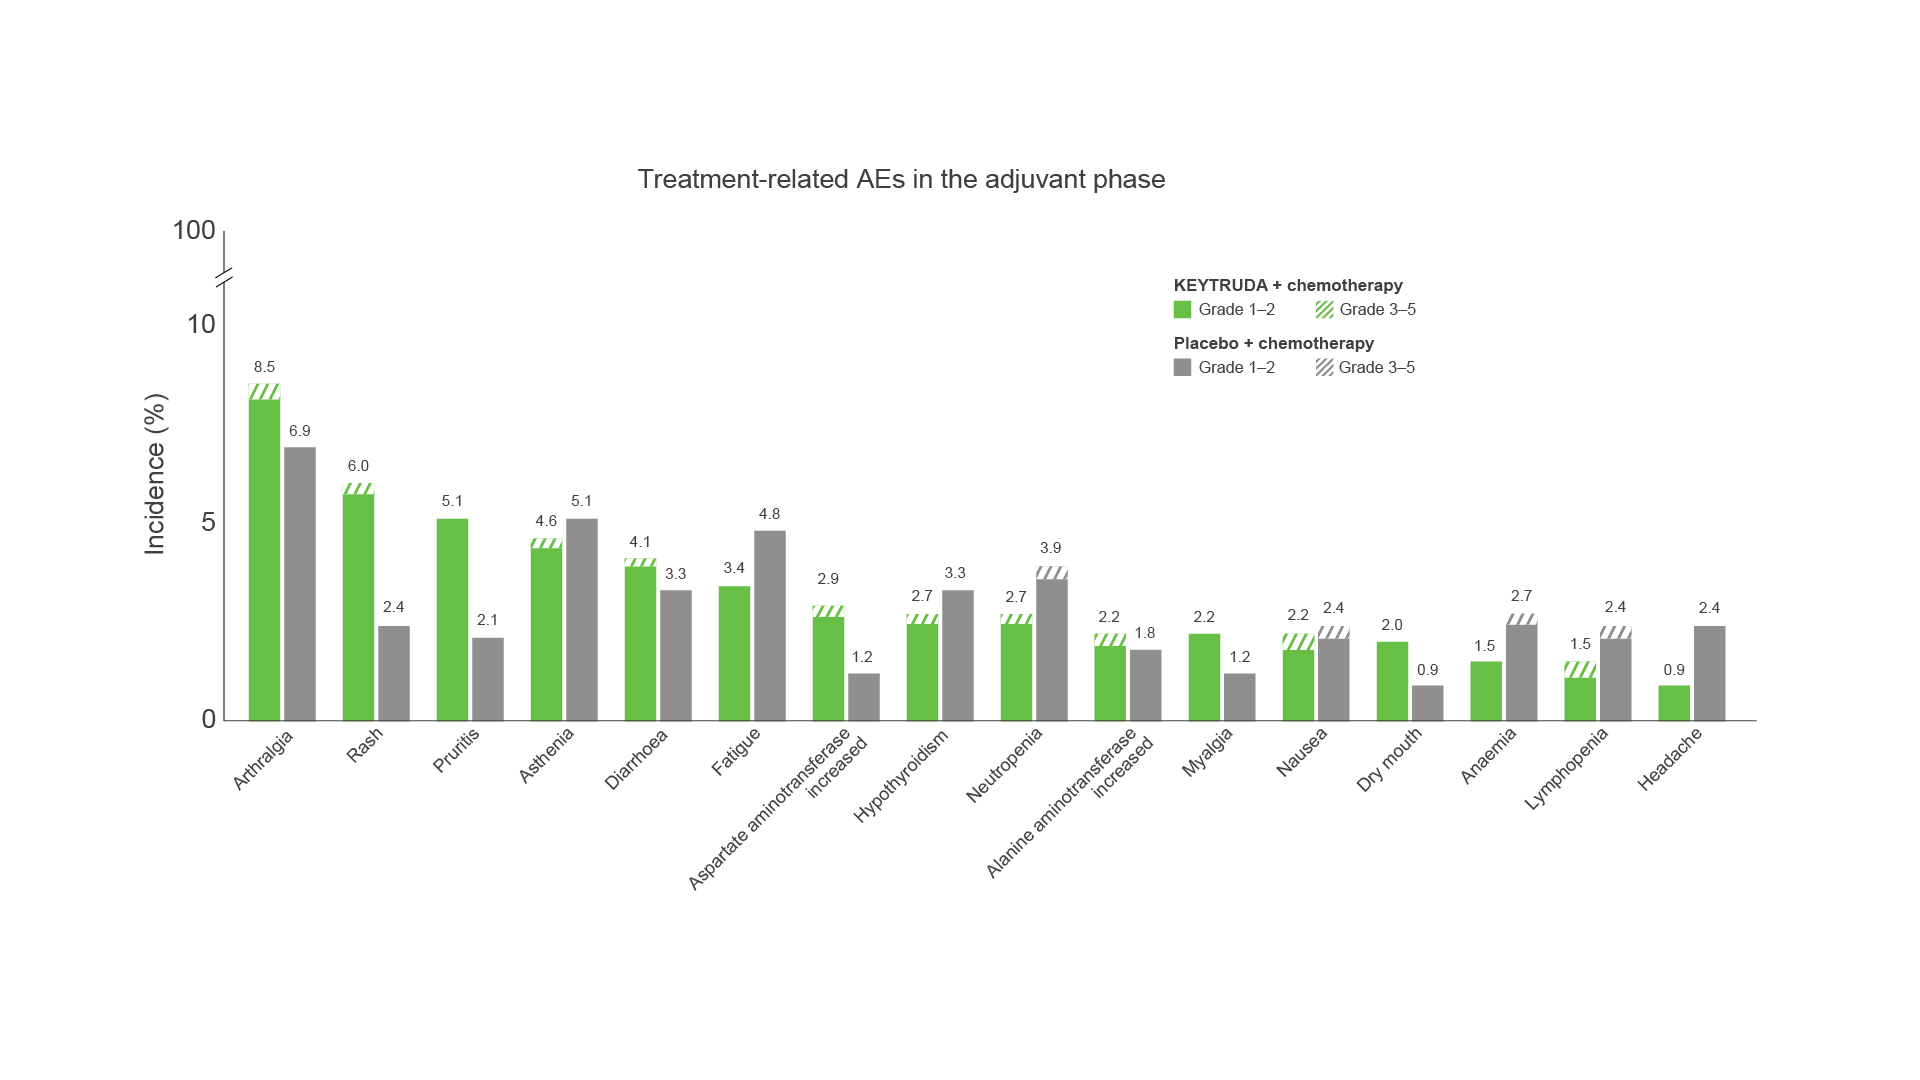 Treatment-related AEs in the adjuvant phase
100
10
5
0
Incidence (%)
KEYTRUDA + chemotherapy
Grade 1–2 Grade 3–5
Placebo + chemotherapy
Grade 1–2 Grade 3–5
8.5 6.9
6.0 2.4
5.1 2.1
4.6 5.1
4.1 3.3
3.4 4.8
2.9 1.2
2.7 3.3
2.7 3.9
2.2 1.8
2.2 1.2
2.2 2.4
2.0 0.9
1.5 2.7
1.5 2.4
0.9 2.4
Arthralgia
Rash
Pruritis
Asthenia
Diarrhoea
Fatigue
Aspartate aminotransferase
increased
Hypothyroidism
Neutropenia
Alanine aminotransferase
increased
Myalgia
Nausea
Dry mouth
Anaemia
Lymphopenia
Headache